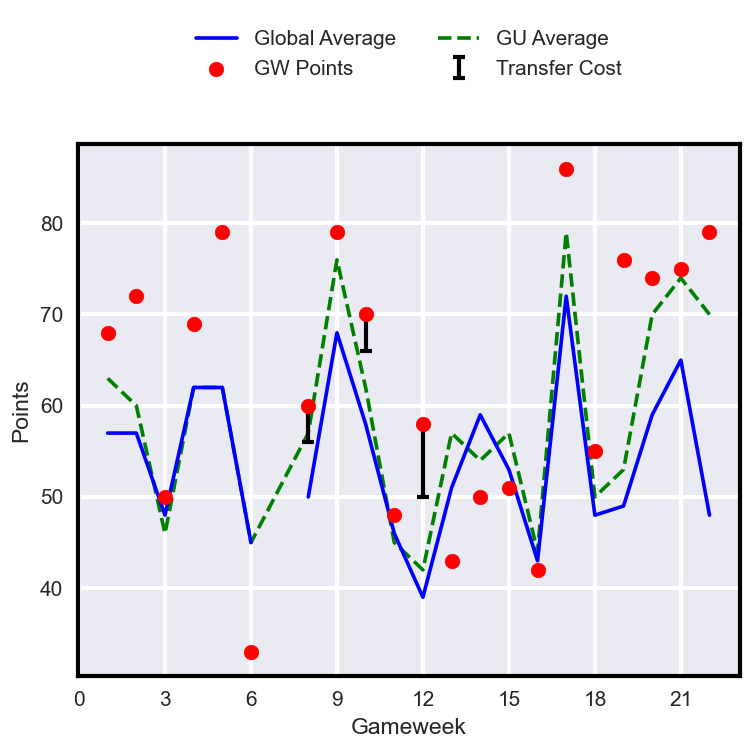 Global Average GU Average
GW Points Transfer Cost
80
70
60
50
40
Points
0 3 6 9 12 15 18 21
Gameweek